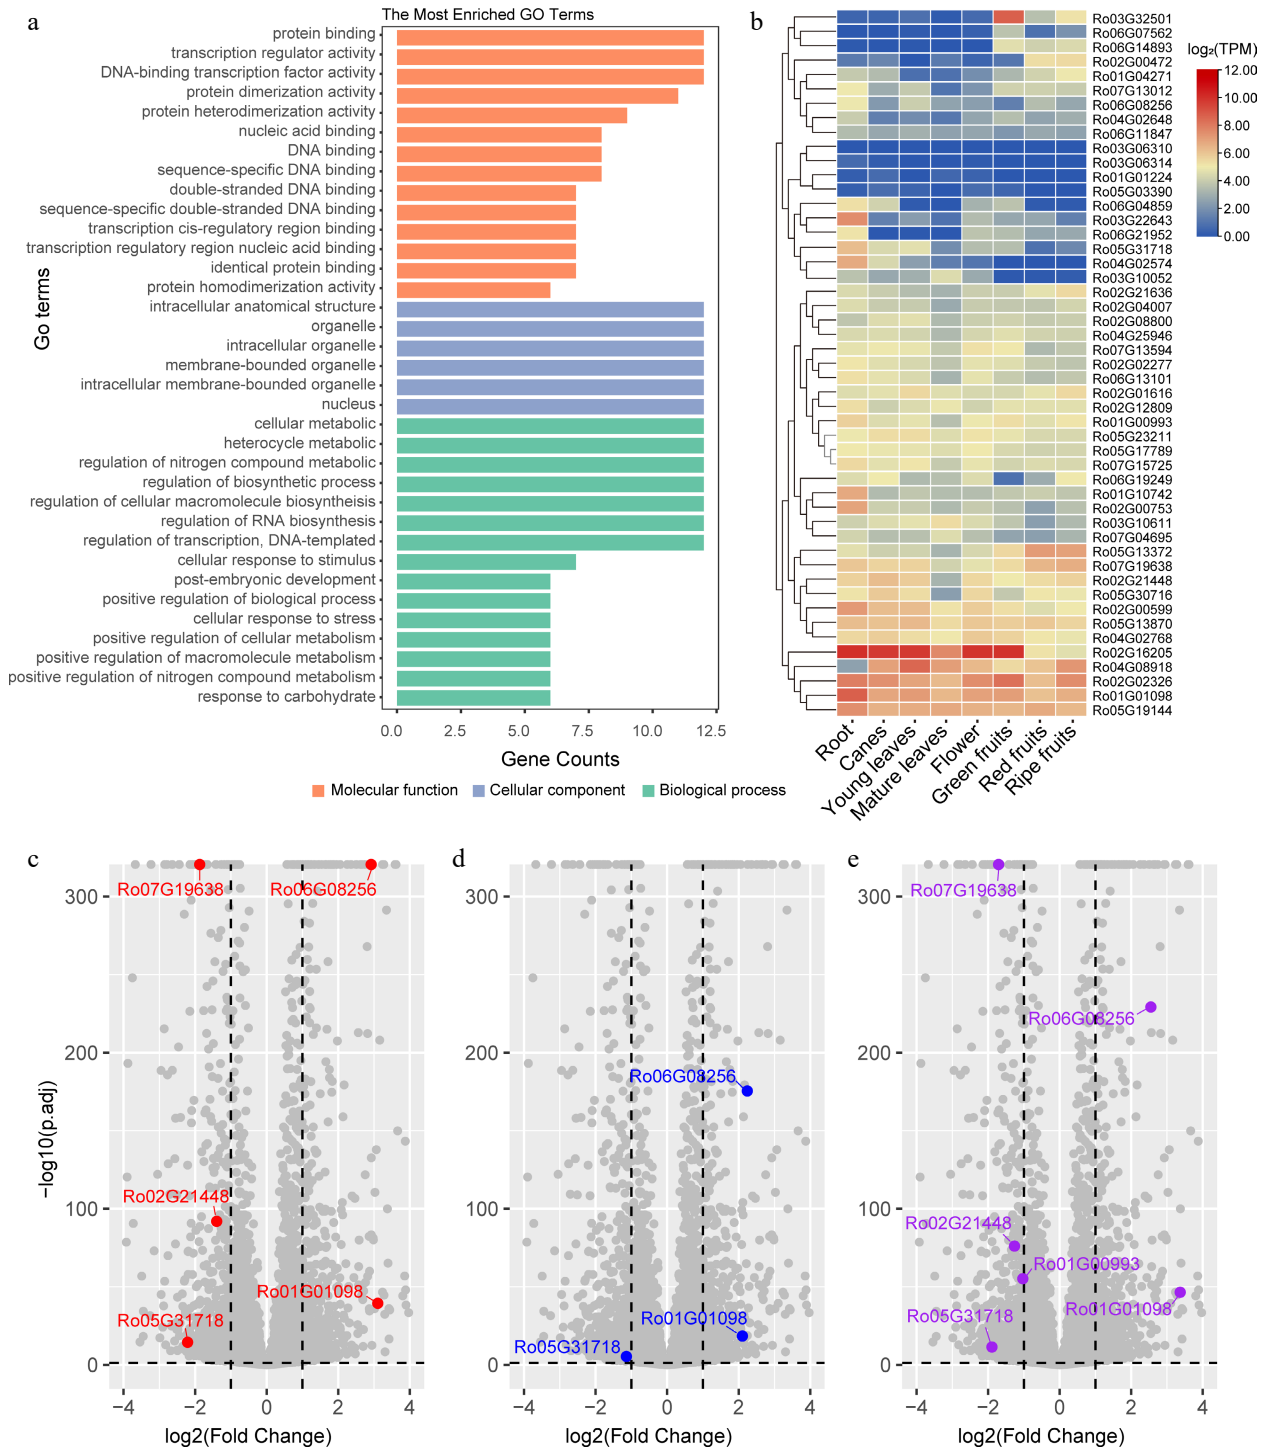 a
The Most Enriched GO Terms
protein binding
transcription regulator activity
DNA-binding transcription factor activity
protein dimerization activity
protein heterodimerization activity
nucleic acid binding
DNA binding
sequence-specific DNA binding
double-stranded DNA binding
sequence-specific double-stranded DNA binding
transcription cis-regulatory region binding
transcription regulatory region nucleic acid binding
identical protein binding
protein homodimerization activity
intracellular anatomical structure
organelle
intracellular organelle
membrane-bounded organelle
intracellular membrane-bounded organelle
nucleus
cellular metabolic
heterocycle metabolic
regulation of nitrogen compound metabolic
regulation of biosynthetic process
regulation of cellular macromolecule biosyntheisis
regulation of RNA biosynthesis
regulation of transcription, DNA-templated
cellular response to stimulus
post-embryonic development
positive regulation of biological process
cellular response to stress
positive regulation of cellular metabolism
positive regulation of macromolecule metabolism
positive regulation of nitrogen compound metabolism
response to carbohydrate
Go terms
0.0 2.5 5.0 7.5 10.0 12.5
Gene Counts
Molecular function Cellular component Biological process
b
Ro03G32501
Ro06G07562
Ro06G14893
Ro02G00472
Ro01G04271
Ro07G13012
Ro06G08256
Ro04G02648
Ro06G11847
Ro03G06310
Ro03G06314
Ro01G01224
Ro05G03390
Ro06G04859
Ro03G22643
Ro06G21952
Ro05G31718
Ro04G02574
Ro03G10052
Ro02G21636
Ro02G04007
Ro02G08800
Ro04G25946
Ro07G13594
Ro02G02277
Ro06G13101
Ro02G01616
Ro02G12809
Ro01G00993
Ro05G23211
Ro05G17789
Ro07G15725
Ro06G19249
Ro01G10742
Ro02G00753
Ro03G10611
Ro07G04695
Ro05G13372
Ro07G19638
Ro02G21448
Ro05G30716
Ro02G00599
Ro05G13870
Ro04G02768
Ro02G16205
Ro04G08918
Ro02G02326
Ro01G01098
Ro05G19144
Root
Canes
Young leaves
Mature leaves
Flower
Green fruits
Red fruits
Ripe fruits
log₂(TPM)
12.00
10.00
8.00
6.00
4.00
2.00
0.00
c
Ro07G19638
Ro06G08256
Ro02G21448
Ro01G01098
Ro05G31718
300
200
100
0
−log10(p.adj)
−4 −2 0 2 4
log2(Fold Change)
d
Ro06G08256
Ro01G01098
Ro05G31718
300
200
100
0
−4 −2 0 2 4
log2(Fold Change)
e
Ro07G19638
Ro06G08256
Ro02G21448
Ro01G00993
Ro01G01098
Ro05G31718
300
200
100
0
−4 −2 0 2 4
log2(Fold Change)